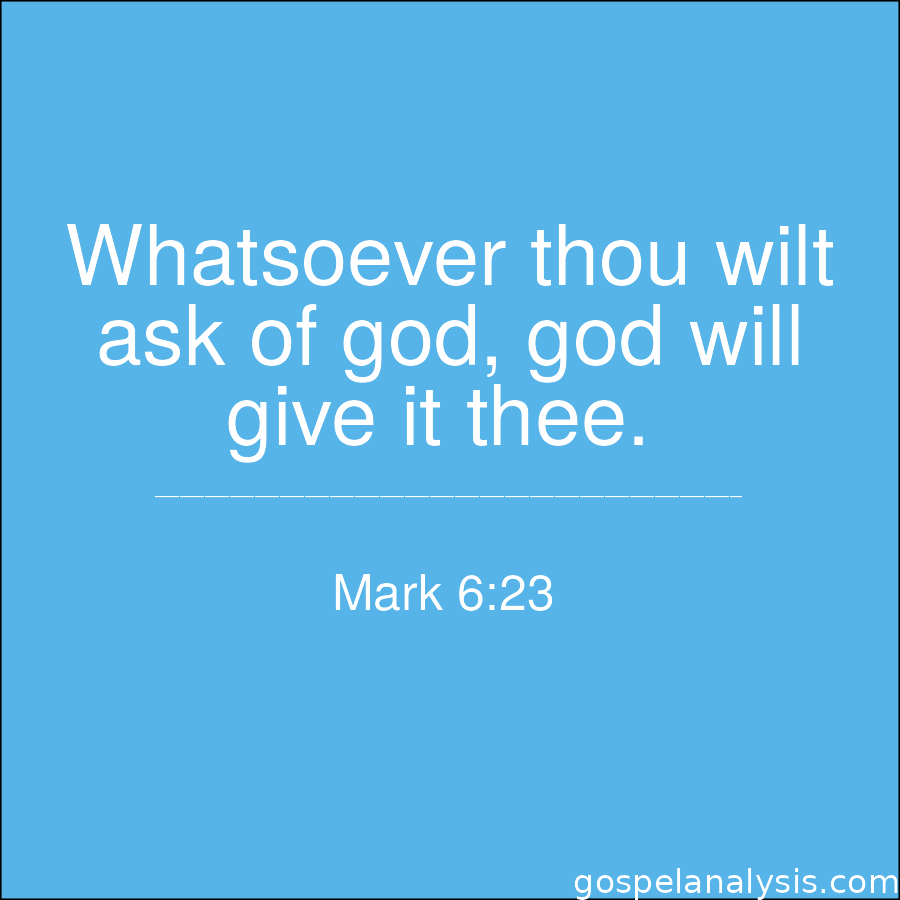 Whatsoever thou wilt
ask of god, god will
give it thee.
Mark 6:23
gospelanalysis.com